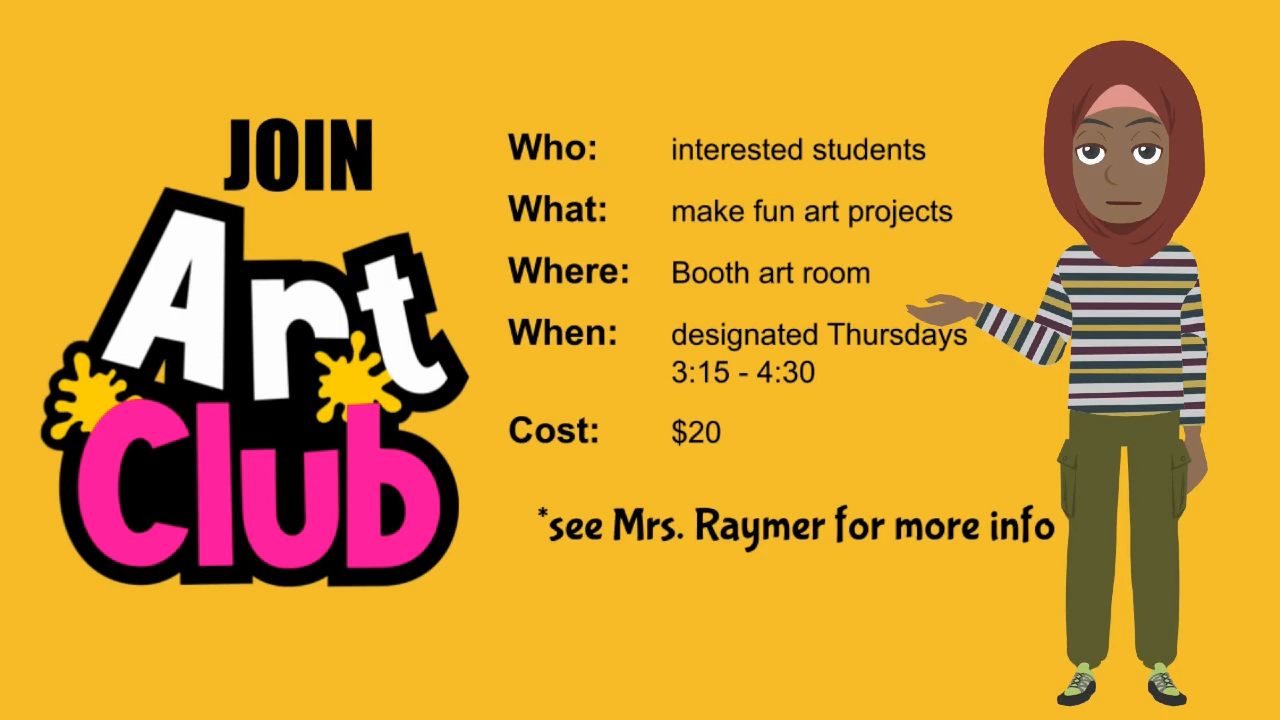 JOIN
Art
Club
Who: interested students
What: make fun art projects
Where: Booth art room
When: designated Thursdays
3:15 - 4:30
Cost: $20
*see Mrs. Raymer for more info